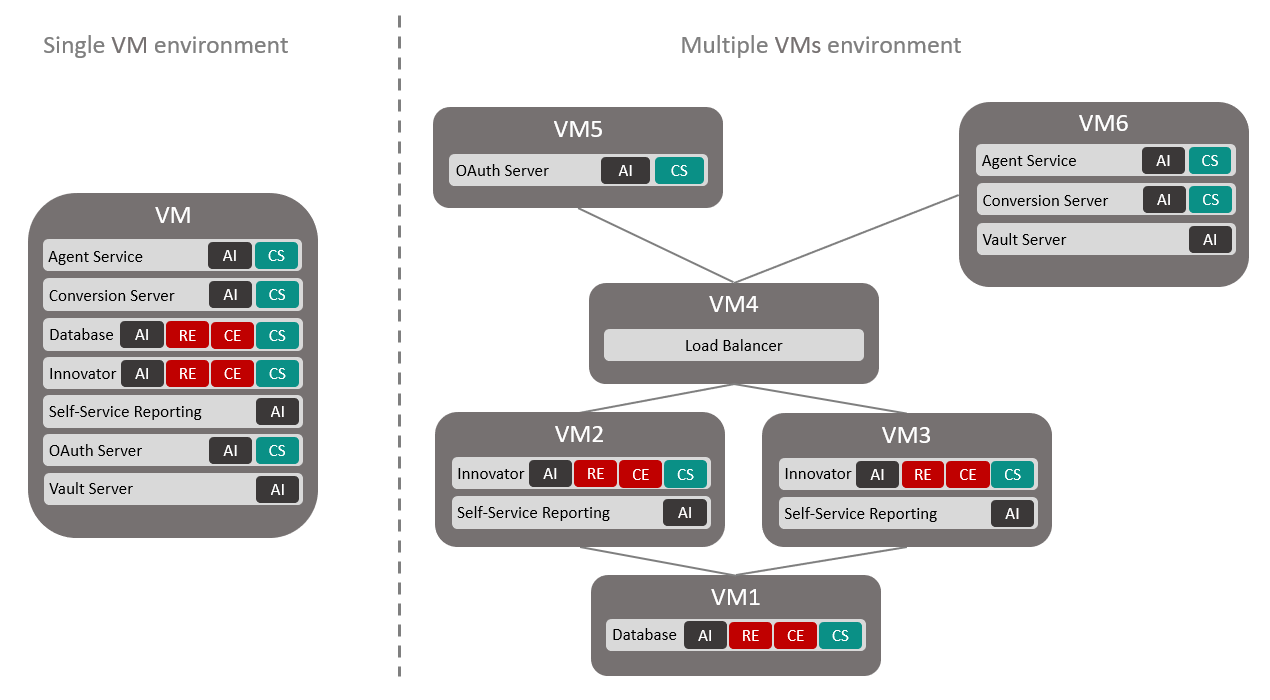 Single VM environment
Multiple VMs environment
VM
Agent Service AI CS
Conversion Server AI CS
Database AI RE CE CS
Innovator AI RE CE CS
Self-Service Reporting AI
OAuth Server AI CS
Vault Server AI
VM5
OAuth Server AI CS
VM6
Agent Service AI CS
Conversion Server AI CS
Vault Server AI
VM4
Load Balancer
VM2
Innovator AI RE CE CS
Self-Service Reporting AI
VM3
Innovator AI RE CE CS
Self-Service Reporting AI
VM1
Database AI RE CE CS